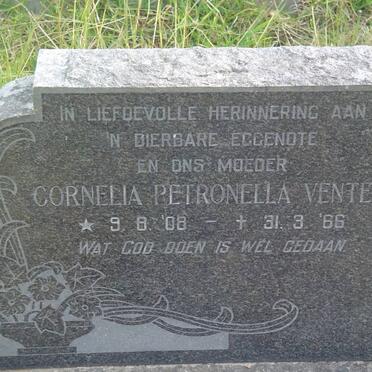 IN LIEFDEVOLLE HERINNERING AAN
'N DIERBARE EGGENOTE
EN ONS MOEDER
CORNELIA PETRONELLA VENTE
★ 9. 8. '08 – ✝ 31. 3. '66
WAT GOD DOEN IS WÉL GEDAAN